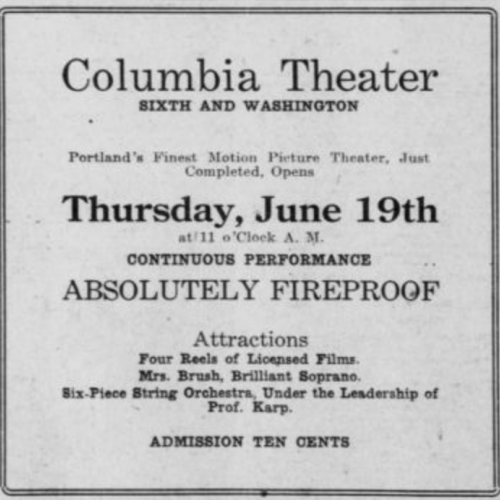 Columbia Theater
SIXTH AND WASHINGTON
Portland's Finest Motion Picture Theater, Just
Completed, Opens
Thursday, June 19th
at 11 o'Clock A. M.
CONTINUOUS PERFORMANCE
ABSOLUTELY FIREPROOF
Attractions
Four Reels of Licensed Films.
Mrs. Brush, Brilliant Soprano.
Six-Piece String Orchestra, Under the Leadership of
Prof. Karp.
ADMISSION TEN CENTS